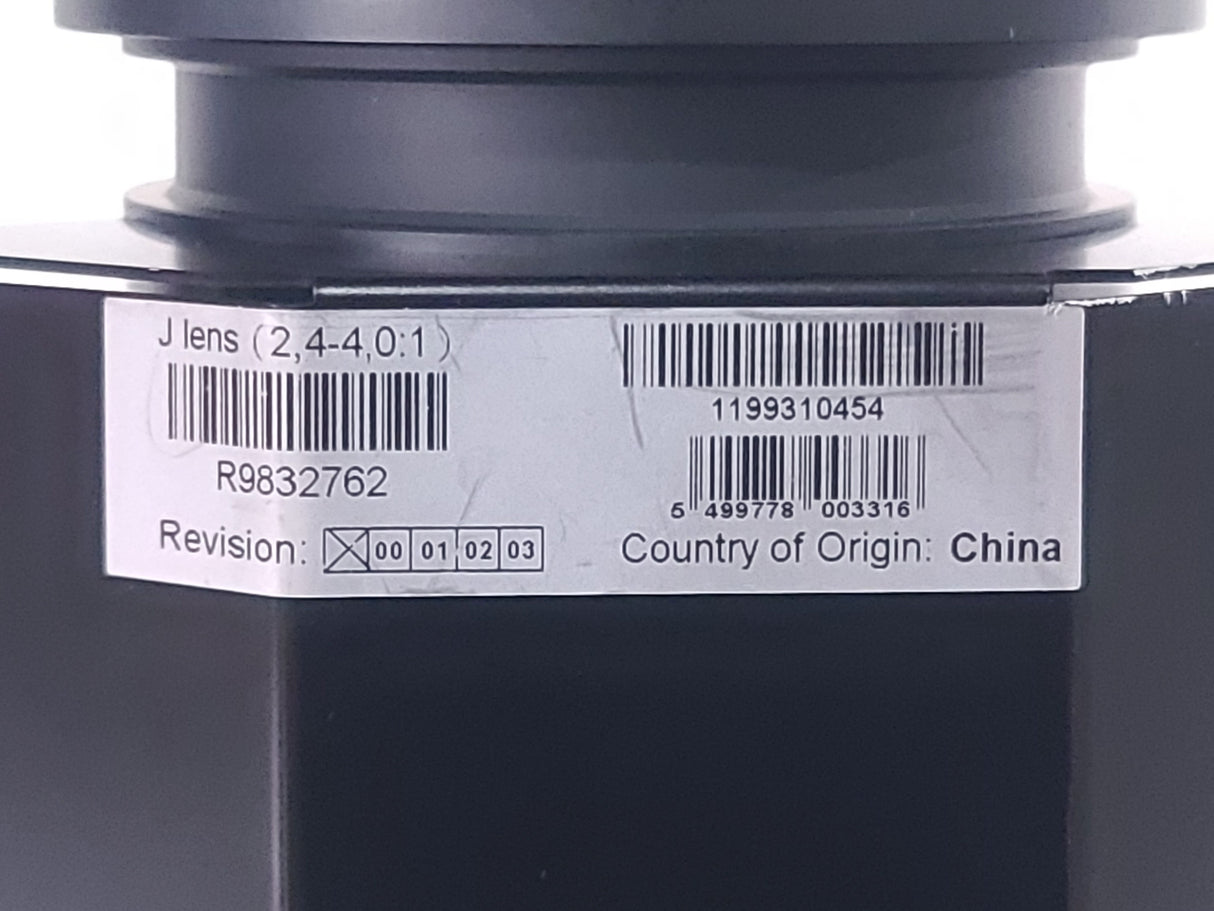 J lens (2,4-4,0:1)
R9832762
Revision: 00 01 02 03
1199310454
5 499778 003316
Country of Origin: China